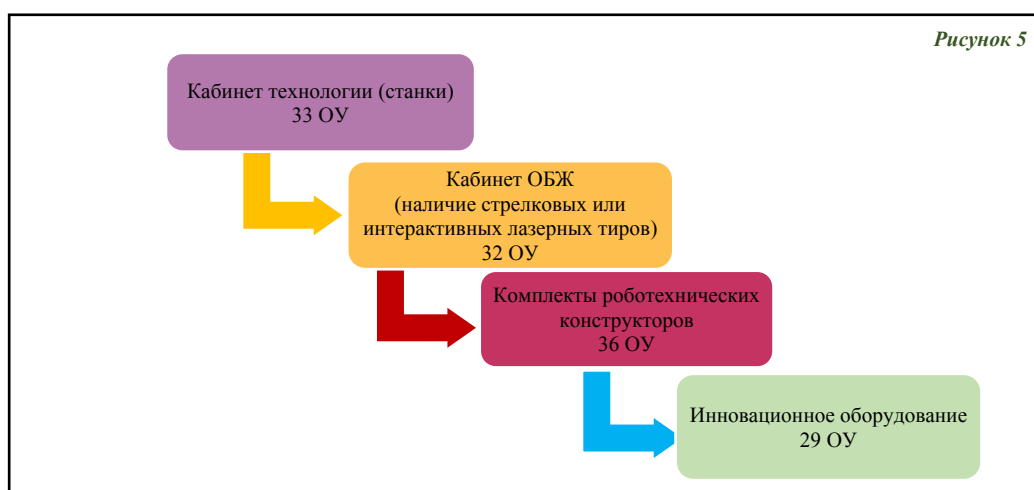 Рисунок 5
Кабинет технологии (станки)
33 ОУ
Кабинет ОБЖ
(наличие стрелковых или
интерактивных лазерных тиров)
32 ОУ
Комплекты роботехнических
конструкторов
36 ОУ
Инновационное оборудование
29 ОУ